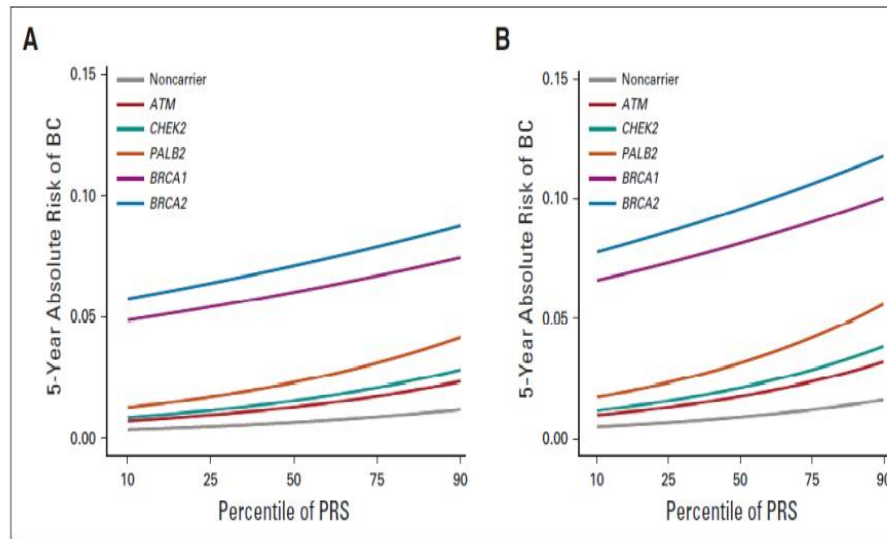 A
0.15
0.10
0.05
0.00
5-Year Absolute Risk of BC
Noncarrier
ATM
CHEK2
PALB2
BRCA1
BRCA2
10 25 50 75 90
Percentile of PRS
B
0.15
0.10
0.05
0.00
5-Year Absolute Risk of BC
Noncarrier
ATM
CHEK2
PALB2
BRCA1
BRCA2
10 25 50 75 90
Percentile of PRS